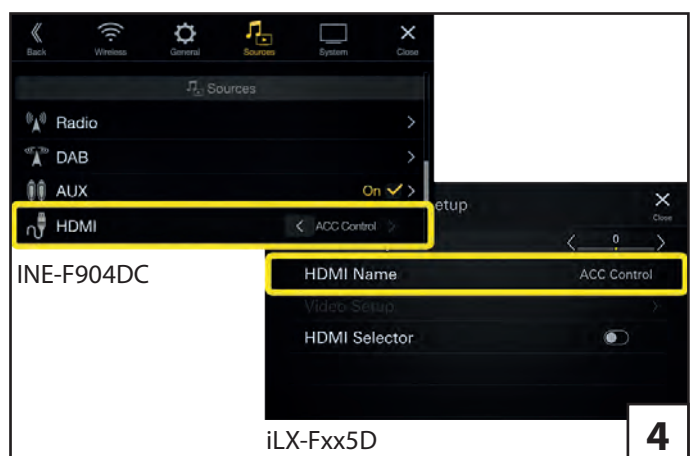 Back Wireless General Sources System Close
Sources
Radio
DAB
AUX On
HDMI ACC Control
INE-F904DC
etup
Close
0
HDMI Name ACC Control
Video Setup
HDMI Selector
iLX-Fxx5D
4